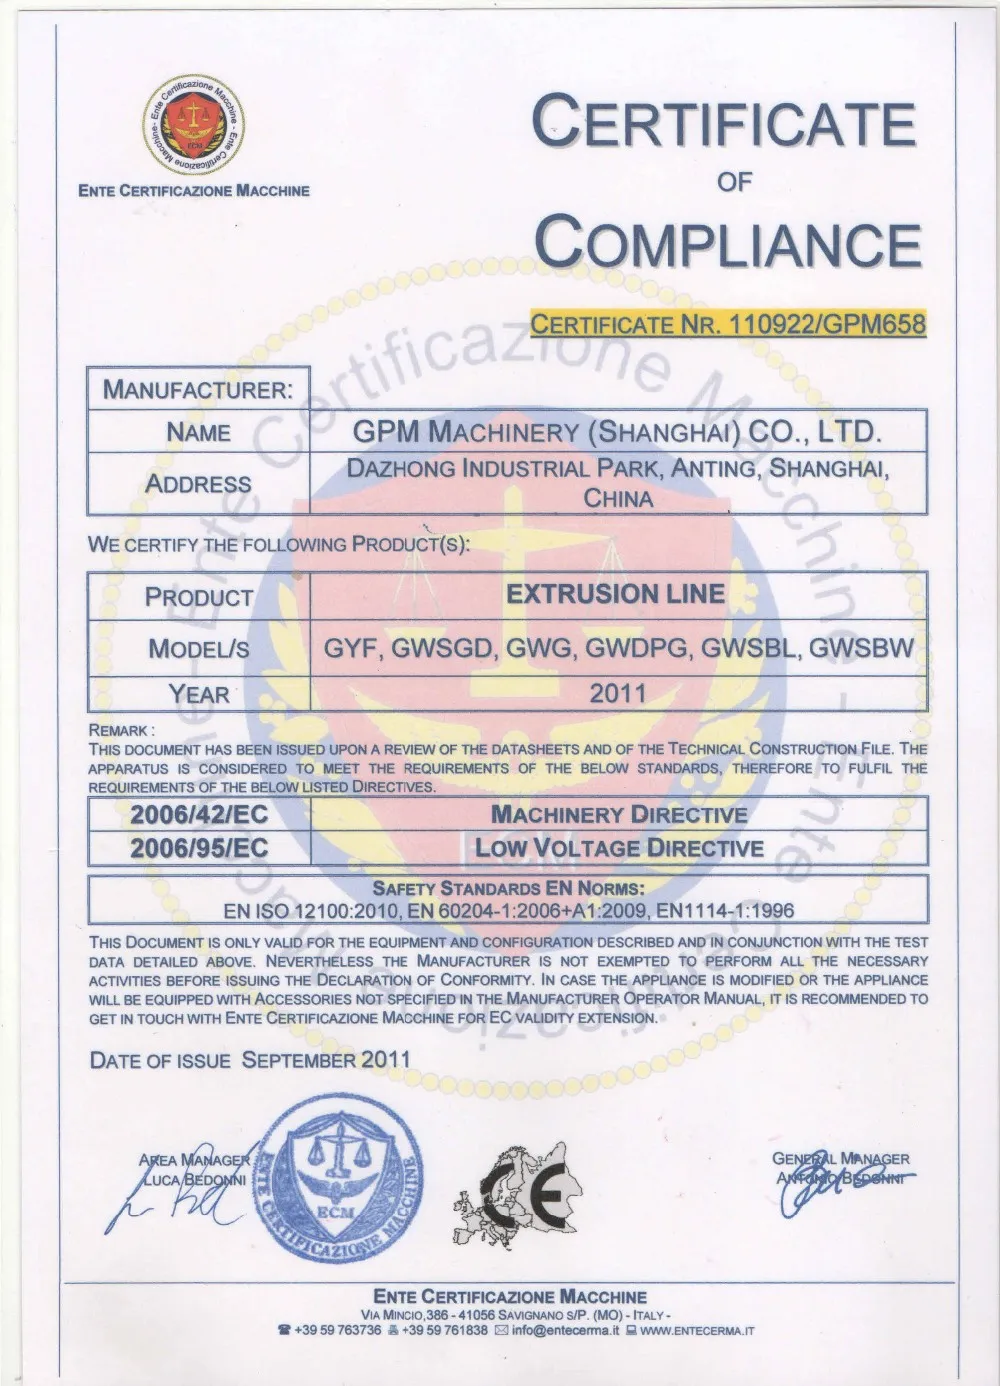 Ente Certificazione Macchine - Ente Certificazione Macchine -
ECM
ENTE CERTIFICAZIONE MACCHINE
CERTIFICATE
OF
COMPLIANCE
CERTIFICATE NR. 110922/GPM658
MANUFACTURER:
NAME GPM MACHINERY (SHANGHAI) CO., LTD.
ADDRESS DAZHONG INDUSTRIAL PARK, ANTING, SHANGHAI,
CHINA
WE CERTIFY THE FOLLOWING PRODUCT(S):
PRODUCT EXTRUSION LINE
MODEL/S GYF, GWSGD, GWG, GWDPG, GWSBL, GWSBW
YEAR 2011
REMARK :
THIS DOCUMENT HAS BEEN ISSUED UPON A REVIEW OF THE DATASHEETS AND OF THE TECHNICAL CONSTRUCTION FILE. THE
APPARATUS IS CONSIDERED TO MEET THE REQUIREMENTS OF THE BELOW STANDARDS, THEREFORE TO FULFIL THE
REQUIREMENTS OF THE BELOW LISTED DIRECTIVES.
2006/42/EC MACHINERY DIRECTIVE
2006/95/EC LOW VOLTAGE DIRECTIVE
SAFETY STANDARDS EN NORMS:
EN ISO 12100:2010, EN 60204-1:2006+A1:2009, EN1114-1:1996
THIS DOCUMENT IS ONLY VALID FOR THE EQUIPMENT AND CONFIGURATION DESCRIBED AND IN CONJUNCTION WITH THE TEST
DATA DETAILED ABOVE. NEVERTHELESS THE MANUFACTURER IS NOT EXEMPTED TO PERFORM ALL THE NECESSARY
ACTIVITIES BEFORE ISSUING THE DECLARATION OF CONFORMITY. IN CASE THE APPLIANCE IS MODIFIED OR THE APPLIANCE
WILL BE EQUIPPED WITH ACCESSORIES NOT SPECIFIED IN THE MANUFACTURER OPERATOR MANUAL, IT IS RECOMMENDED TO
GET IN TOUCH WITH ENTE CERTIFICAZIONE MACCHINE FOR EC VALIDITY EXTENSION.
DATE OF ISSUE SEPTEMBER 2011
AREA MANAGER
LUCA BEDONNI
ECM
ENTE CERTIFICAZIONE MACCHINE
CE
GENERAL MANAGER
ANTONIO BEDONNI
ENTE CERTIFICAZIONE MACCHINE
VIA MINCIO,386 - 41056 SAVIGNANO S/P. (MO) - ITALY -
☎ +39 59 763736 +39 59 761838 info@entecerma.it WWW.ENTECERMA.IT